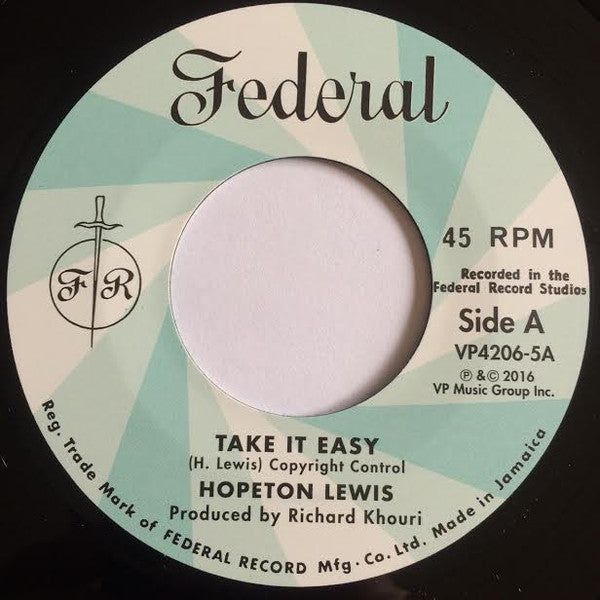 Federal
F R
45 RPM
Recorded in the
Federal Record Studios
Side A
VP4206-5A
℗ & © 2016
VP Music Group Inc.
TAKE IT EASY
(H. Lewis) Copyright Control
HOPETON LEWIS
Produced by Richard Khouri
Reg. Trade Mark of FEDERAL RECORD Mfg. Co. Ltd. Made in Jamaica